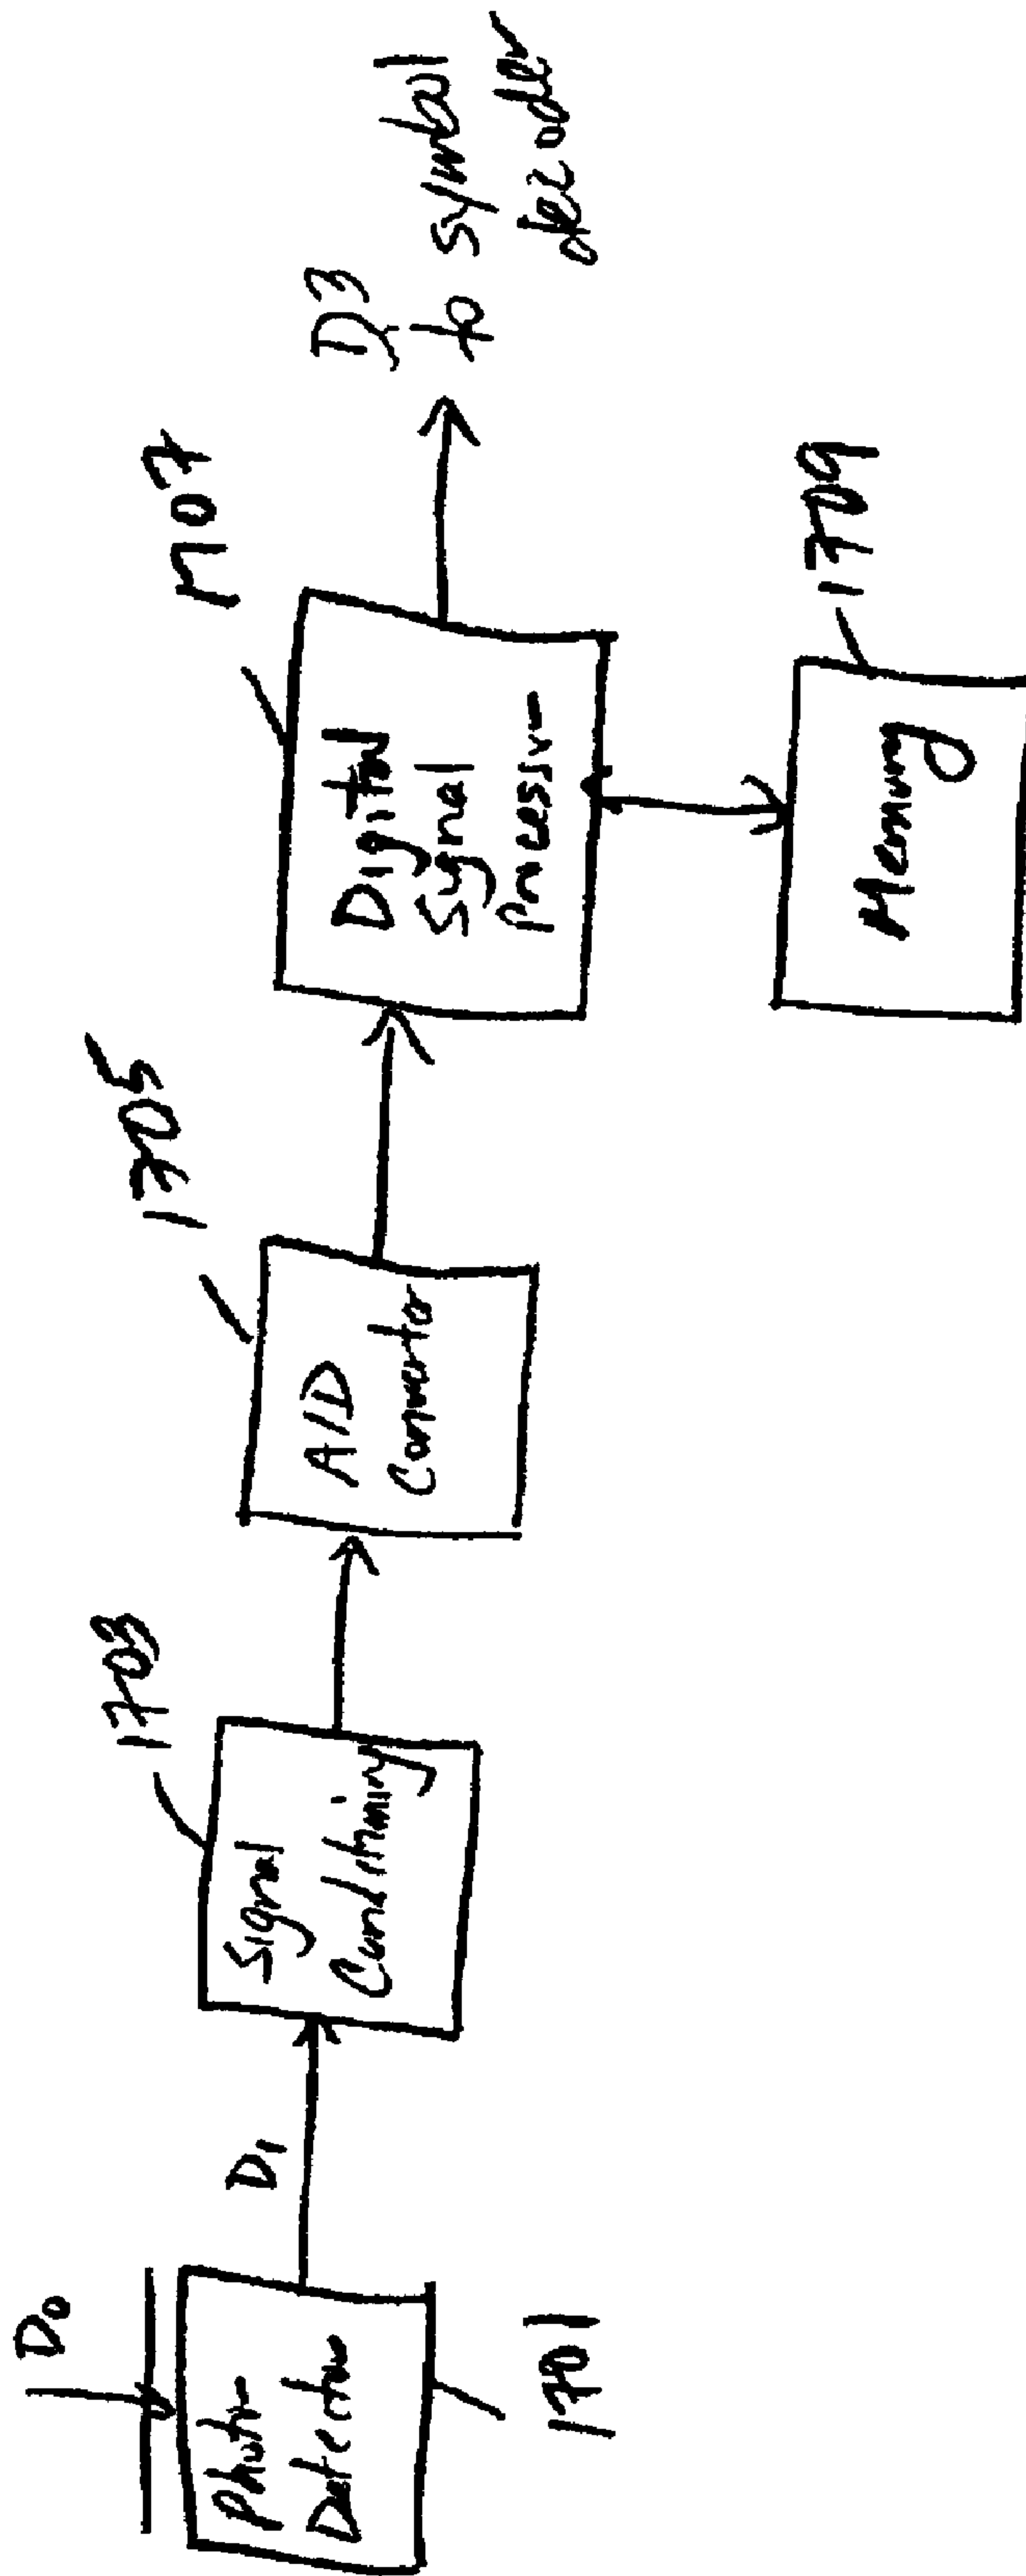 D0
Photo-
Detector
1701
D1
1703
Signal
Conditioning
1705
A/D
Converter
1707
Digital
Signal
Processor
D3
to symbol
decoder
1709
Memory